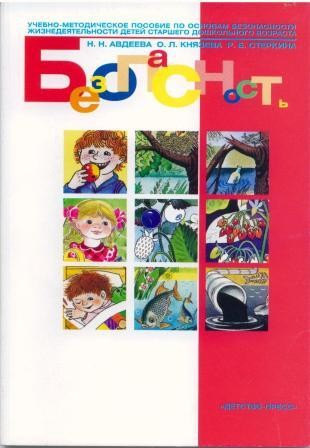 УЧЕБНО-МЕТОДИЧЕСКОЕ ПОСОБИЕ ПО ОСНОВАМ БЕЗОПАСНОСТИ
ЖИЗНЕДЕЯТЕЛЬНОСТИ ДЕТЕЙ СТАРШЕГО ДОШКОЛЬНОГО ВОЗРАСТА
Н. Н. АВДЕЕВА О. Л. КНЯЗЕВА Р. Б. СТЕРКИНА
БезОПасНость
«ДЕТСТВО-ПРЕСС»